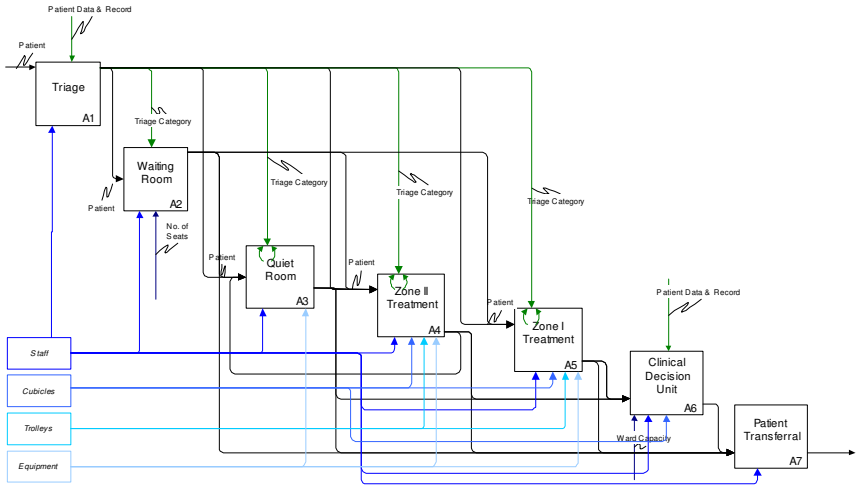 Patient Data & Record
Patient
Triage
A1
Triage Category
Waiting
Room
A2
Patient
No. of
Seats
Triage Category
Triage Category
Triage Category
Patient
Quiet
Room
A3
Patient
Zone II
Treatment
A4
Patient
Zone I
Treatment
A5
Patient Data & Record
Clinical
Decision
Unit
A6
Ward Capacity
Patient
Transferral
A7
Staff
Cubicles
Trolleys
Equipment